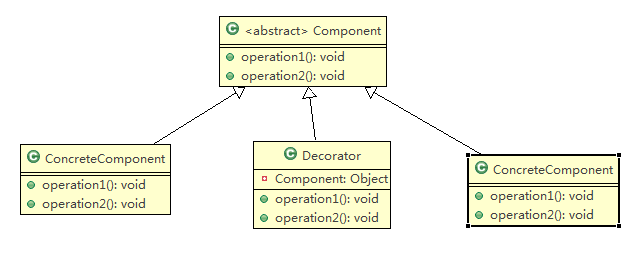 <abstract> Component
operation1(): void
operation2(): void
ConcreteComponent
operation1(): void
operation2(): void
Decorator
Component: Object
operation1(): void
operation2(): void
ConcreteComponent
operation1(): void
operation2(): void